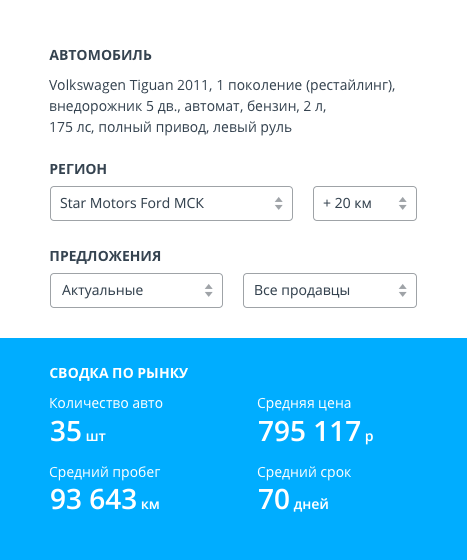 АВТОМОБИЛЬ
Volkswagen Tiguan 2011, 1 поколение (рестайлинг),
внедорожник 5 дв., автомат, бензин, 2 л,
175 лс, полный привод, левый руль
РЕГИОН
Star Motors Ford МСК + 20 км
ПРЕДЛОЖЕНИЯ
Актуальные Все продавцы
СВОДКА ПО РЫНКУ
Количество авто Средняя цена
35 шт 795 117 р
Средний пробег Средний срок
93 643 км 70 дней